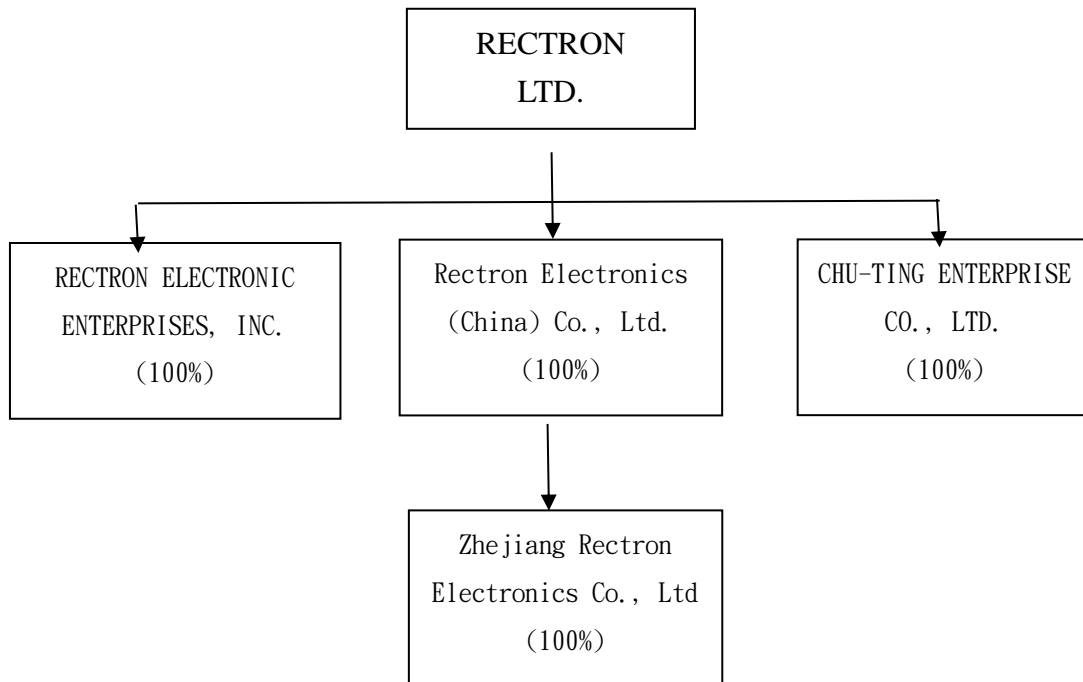 RECTRON
LTD.
RECTRON ELECTRONIC
ENTERPRISES, INC.
(100%)
Rectron Electronics
(China) Co., Ltd.
(100%)
CHU-TING ENTERPRISE
CO., LTD.
(100%)
Zhejiang Rectron
Electronics Co., Ltd
(100%)